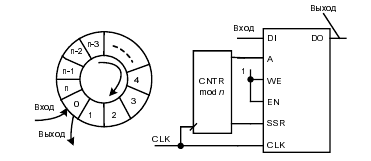 n-3
n-2
n-1
n
0
1
2
3
4
Вход
Выход
CLK
CNTR
mod n
Вход
Выход
1
DI
DO
A
WE
EN
SSR
CLK